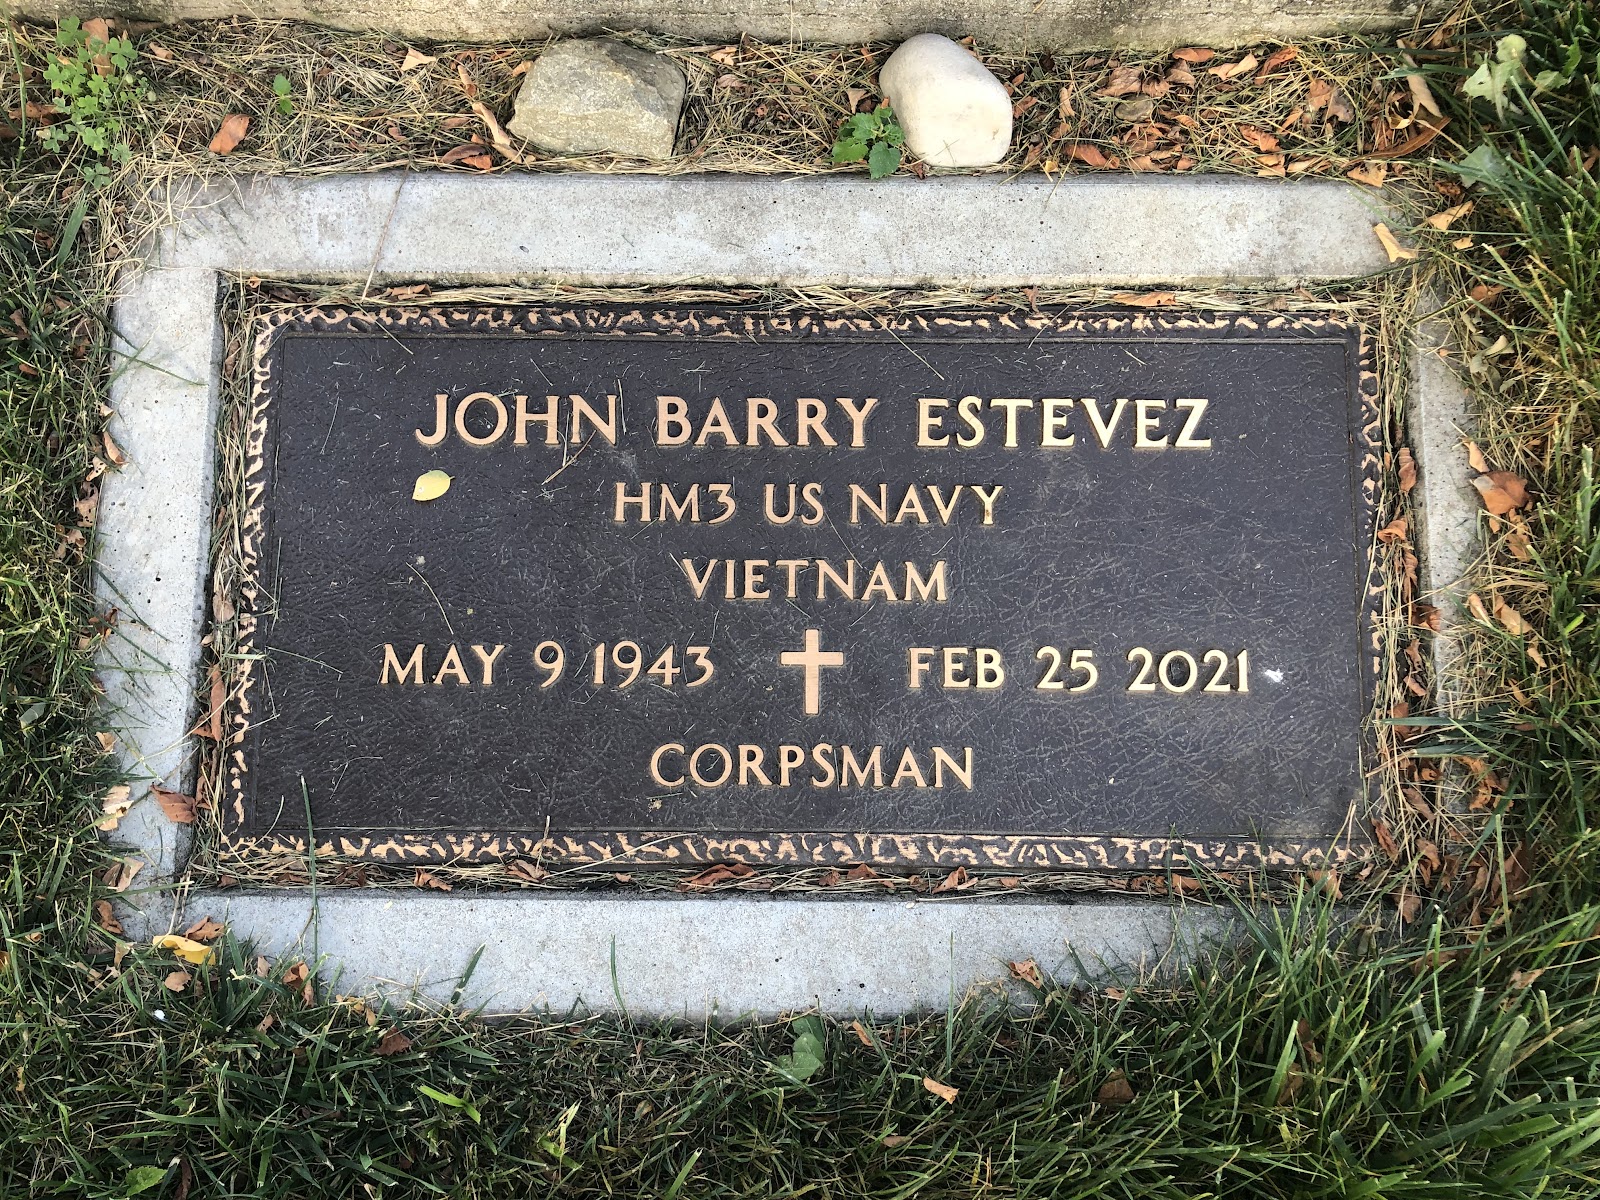 JOHN BARRY ESTEVEZ
HM3 US NAVY
VIETNAM
MAY 9 1943 FEB 25 2021
CORPSMAN